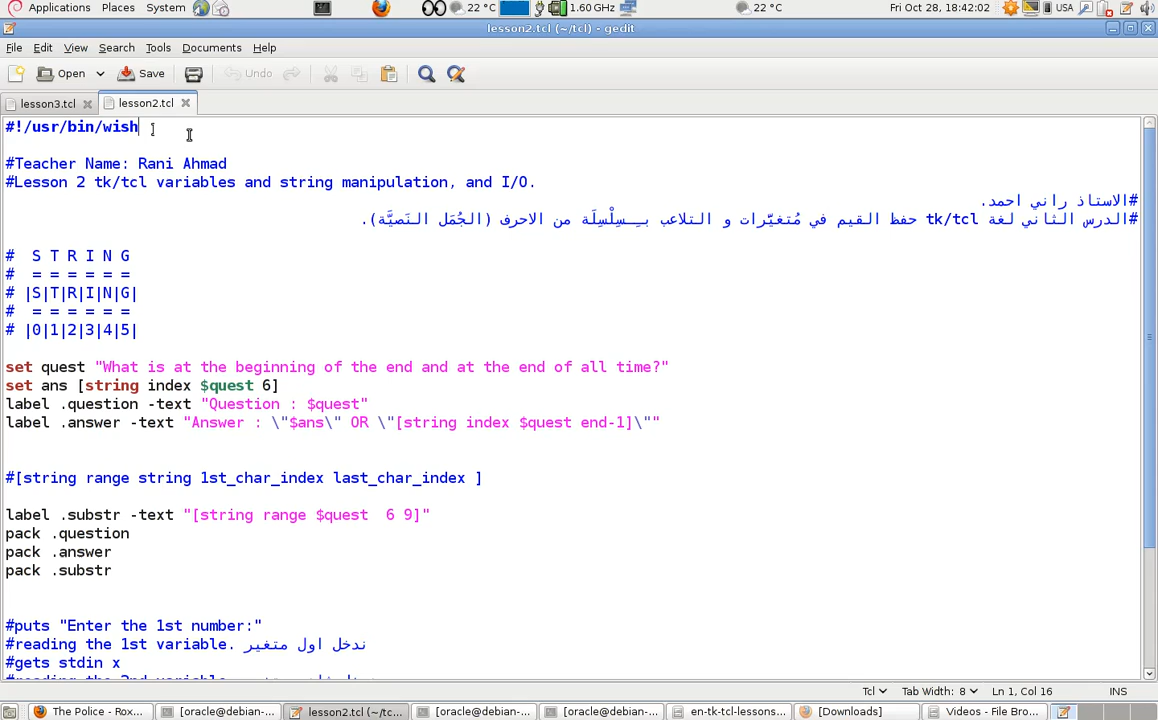 Applications Places System 22 °C 1.60 GHz 22 °C Fri Oct 28, 18:42:02 USA
lesson2.tcl (~/tcl) - gedit
File Edit View Search Tools Documents Help
Open Save Undo
lesson3.tcl lesson2.tcl
#!/usr/bin/wish
#Teacher Name: Rani Ahmad
#Lesson 2 tk/tcl variables and string manipulation, and I/O.
#الاستاذ راني احمد.
#الدرس الثاني لغة tk/tcl حفظ القيم في مُتغيّرات و التلاعب بـِـسِلْسِلَة من الاحرف (الجُمَل النَصيَّة).
# S T R I N G
# = = = = = =
# |S|T|R|I|N|G|
# = = = = = =
# |0|1|2|3|4|5|
set quest "What is at the beginning of the end and at the end of all time?"
set ans [string index $quest 6]
label .question -text "Question : $quest"
label .answer -text "Answer : \"$ans\" OR \"[string index $quest end-1]\""
#[string range string 1st_char_index last_char_index ]
label .substr -text "[string range $quest  6 9]"
pack .question
pack .answer
pack .substr
#puts "Enter the 1st number:"
#reading the 1st variable. ندخل اول متغير
#gets stdin x
#reading the 2nd variable.
Tcl Tab Width: 8 Ln 1, Col 16 INS
The Police - Rox... [oracle@debian-... lesson2.tcl (~/tc... [oracle@debian-... [oracle@debian-... en-tk-tcl-lessons... [Downloads] Videos - File Bro...